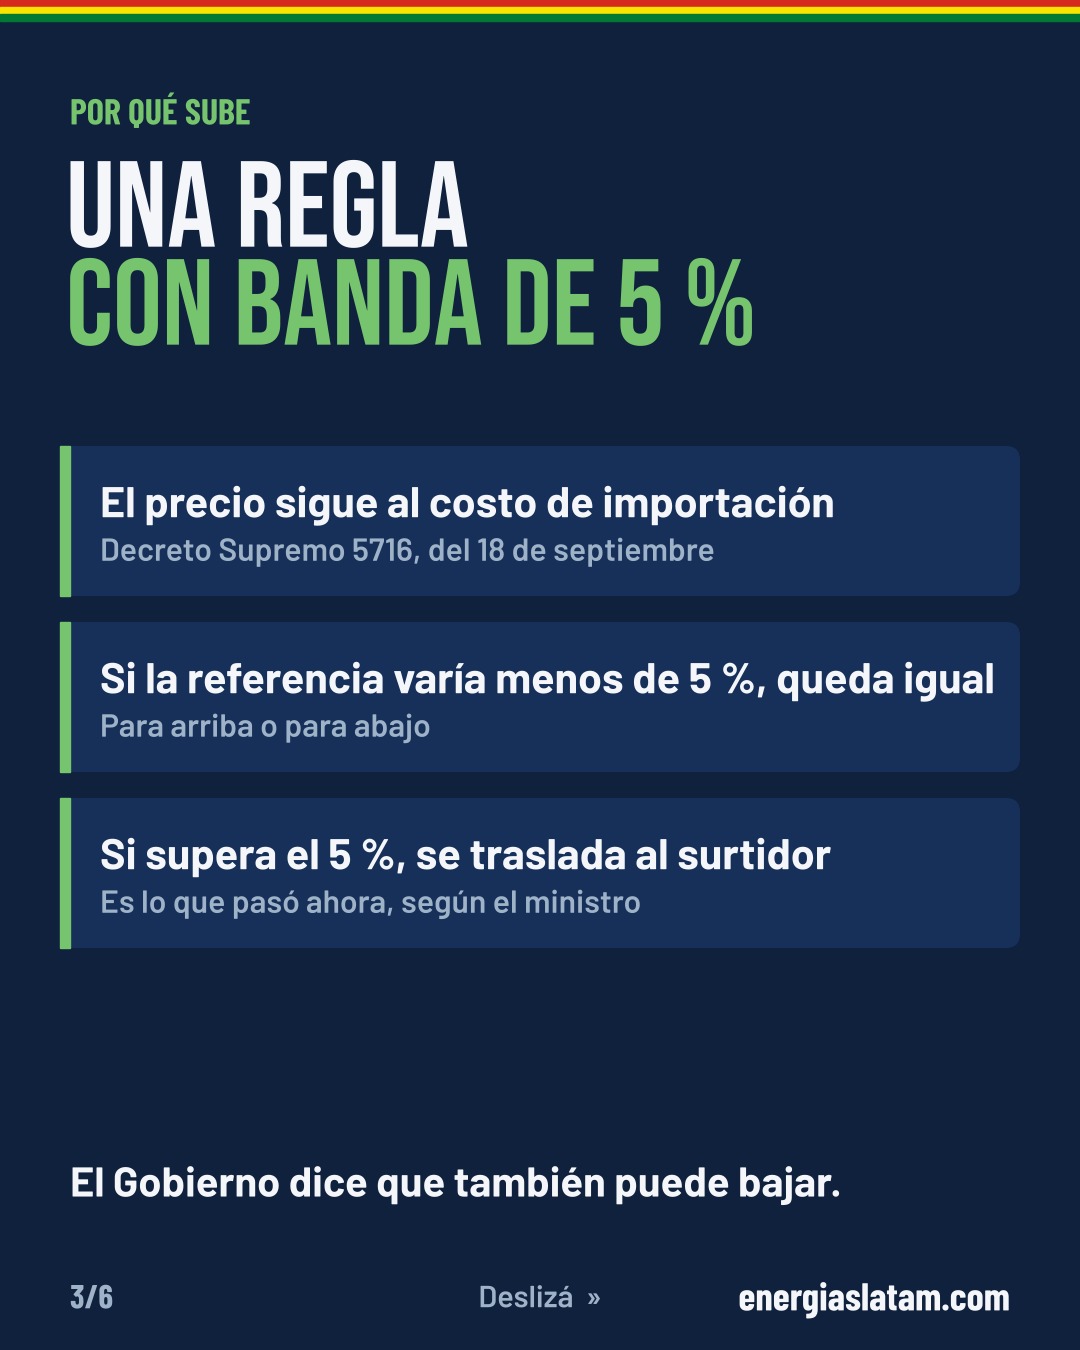 POR QUÉ SUBE
UNA REGLA
CON BANDA DE 5 %
El precio sigue al costo de importación
Decreto Supremo 5716, del 18 de septiembre
Si la referencia varía menos de 5 %, queda igual
Para arriba o para abajo
Si supera el 5 %, se traslada al surtidor
Es lo que pasó ahora, según el ministro
El Gobierno dice que también puede bajar.
3/6
Deslizá »
energiaslatam.com